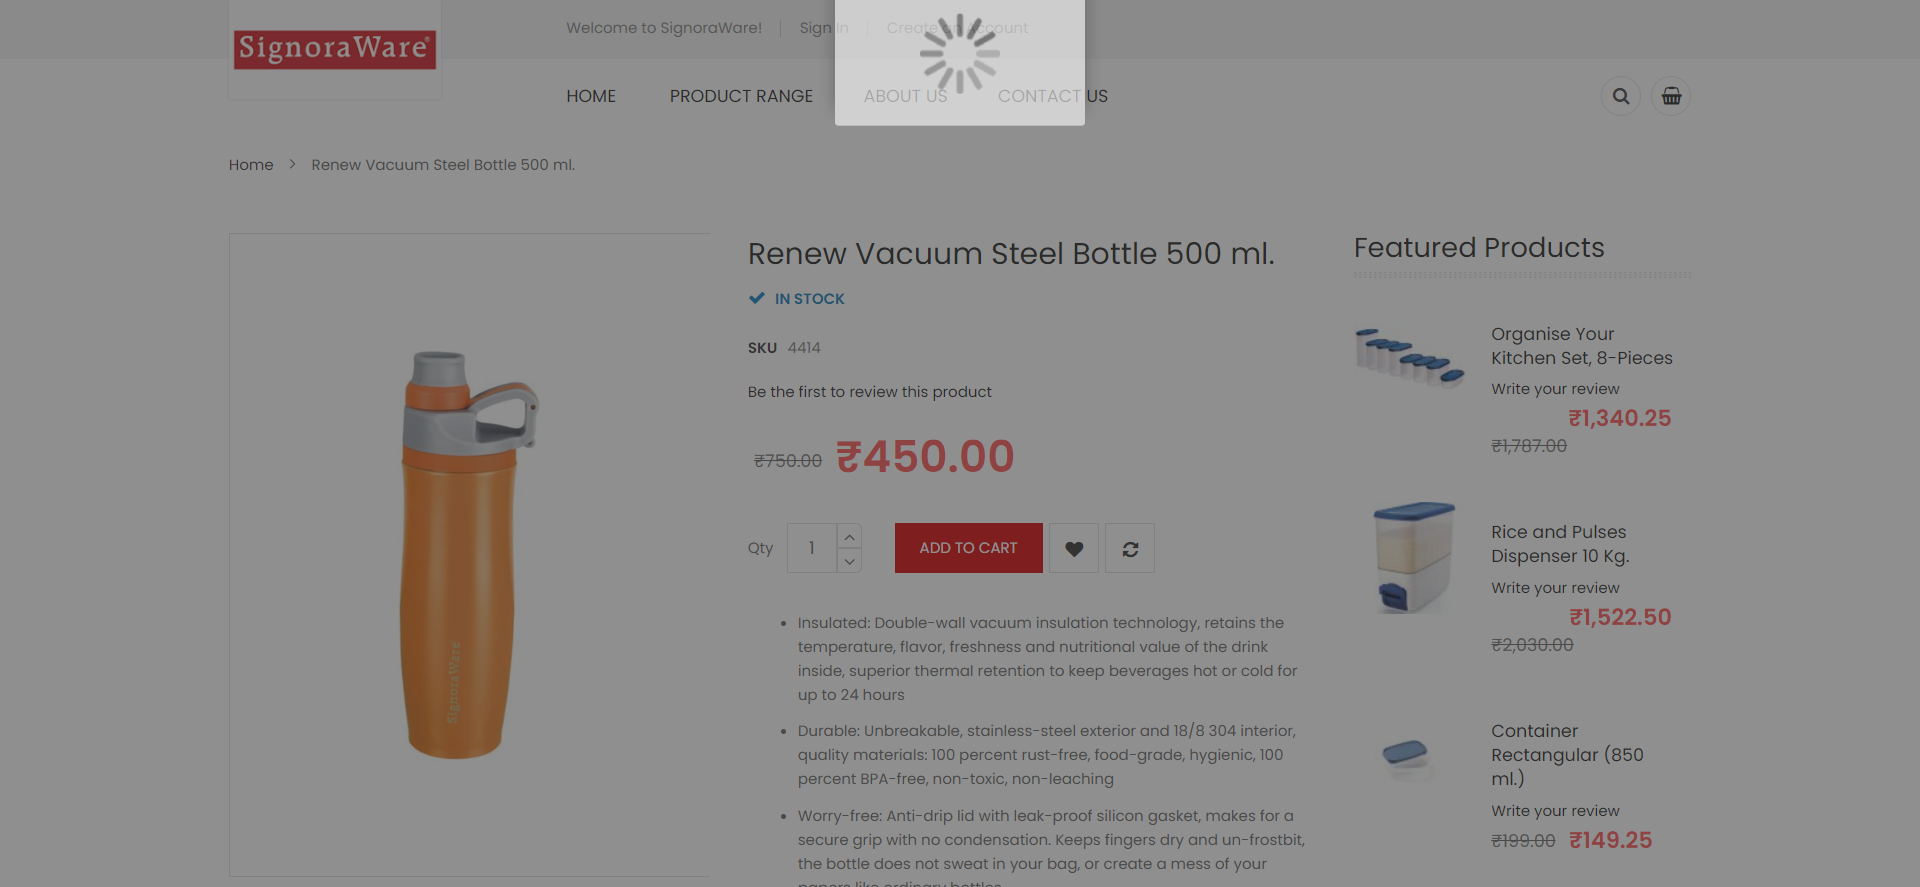 SignoraWare®
Welcome to SignoraWare!
Sign In
Create an Account
HOME
PRODUCT RANGE
ABOUT US
CONTACT US
Home
Renew Vacuum Steel Bottle 500 ml.
SignoraWare
Renew Vacuum Steel Bottle 500 ml.
IN STOCK
SKU 4414
Be the first to review this product
₹750.00 ₹450.00
Qty 1
ADD TO CART
Insulated: Double-wall vacuum insulation technology, retains the
temperature, flavor, freshness and nutritional value of the drink
inside, superior thermal retention to keep beverages hot or cold for
up to 24 hours
Durable: Unbreakable, stainless-steel exterior and 18/8 304 interior,
quality materials: 100 percent rust-free, food-grade, hygienic, 100
percent BPA-free, non-toxic, non-leaching
Worry-free: Anti-drip lid with leak-proof silicon gasket, makes for a
secure grip with no condensation. Keeps fingers dry and un-frostbit,
the bottle does not sweat in your bag, or create a mess of your
papers like ordinary bottles
Featured Products
Organise Your
Kitchen Set, 8-Pieces
Write your review
₹1,340.25
₹1,787.00
Rice and Pulses
Dispenser 10 Kg.
Write your review
₹1,522.50
₹2,030.00
Container
Rectangular (850
ml.)
Write your review
₹199.00 ₹149.25